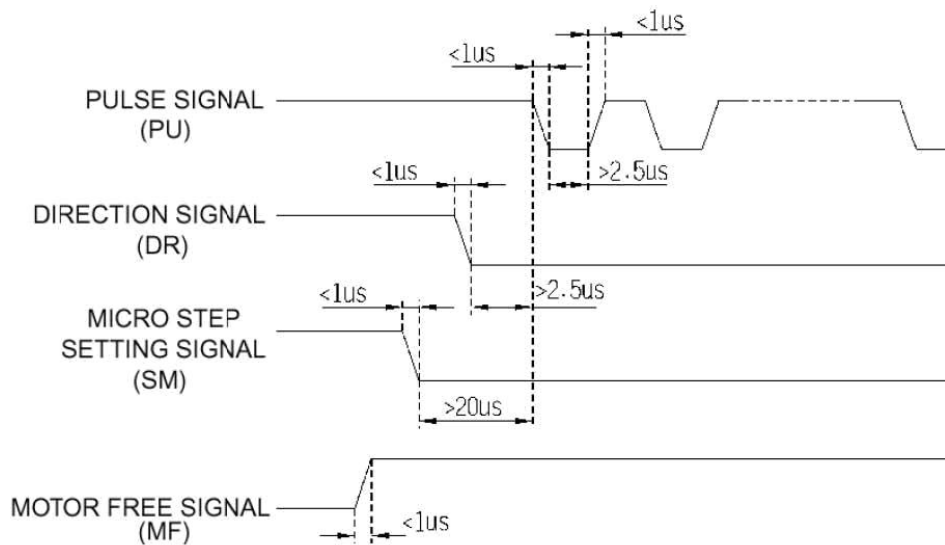 <1us
<1us
PULSE SIGNAL
(PU)
<1us
>2.5us
DIRECTION SIGNAL
(DR)
<1us
>2.5us
MICRO STEP
SETTING SIGNAL
(SM)
>20us
MOTOR FREE SIGNAL
(MF)
<1us